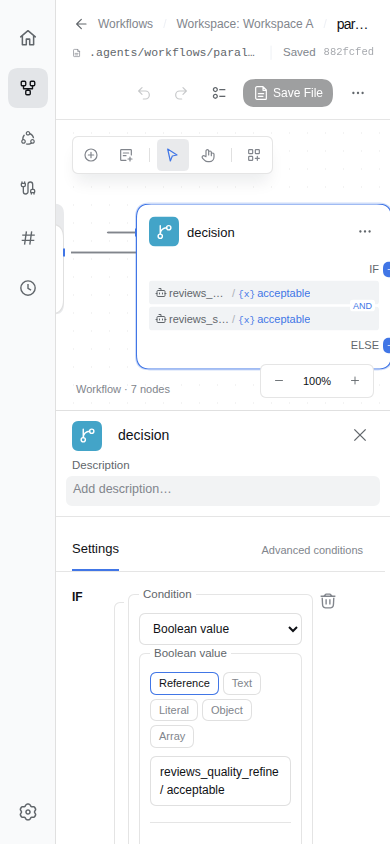 Workflows / Workspace: Workspace A / par…
.agents/workflows/paral… Saved 882fcfed
Save File
decision
IF
reviews_… / {x} acceptable
AND
reviews_s… / {x} acceptable
ELSE
Workflow · 7 nodes
100%
decision
Description
Add description…
Settings
Advanced conditions
IF
Condition
Boolean value
Boolean value
Reference Text
Literal Object
Array
reviews_quality_refine
/ acceptable